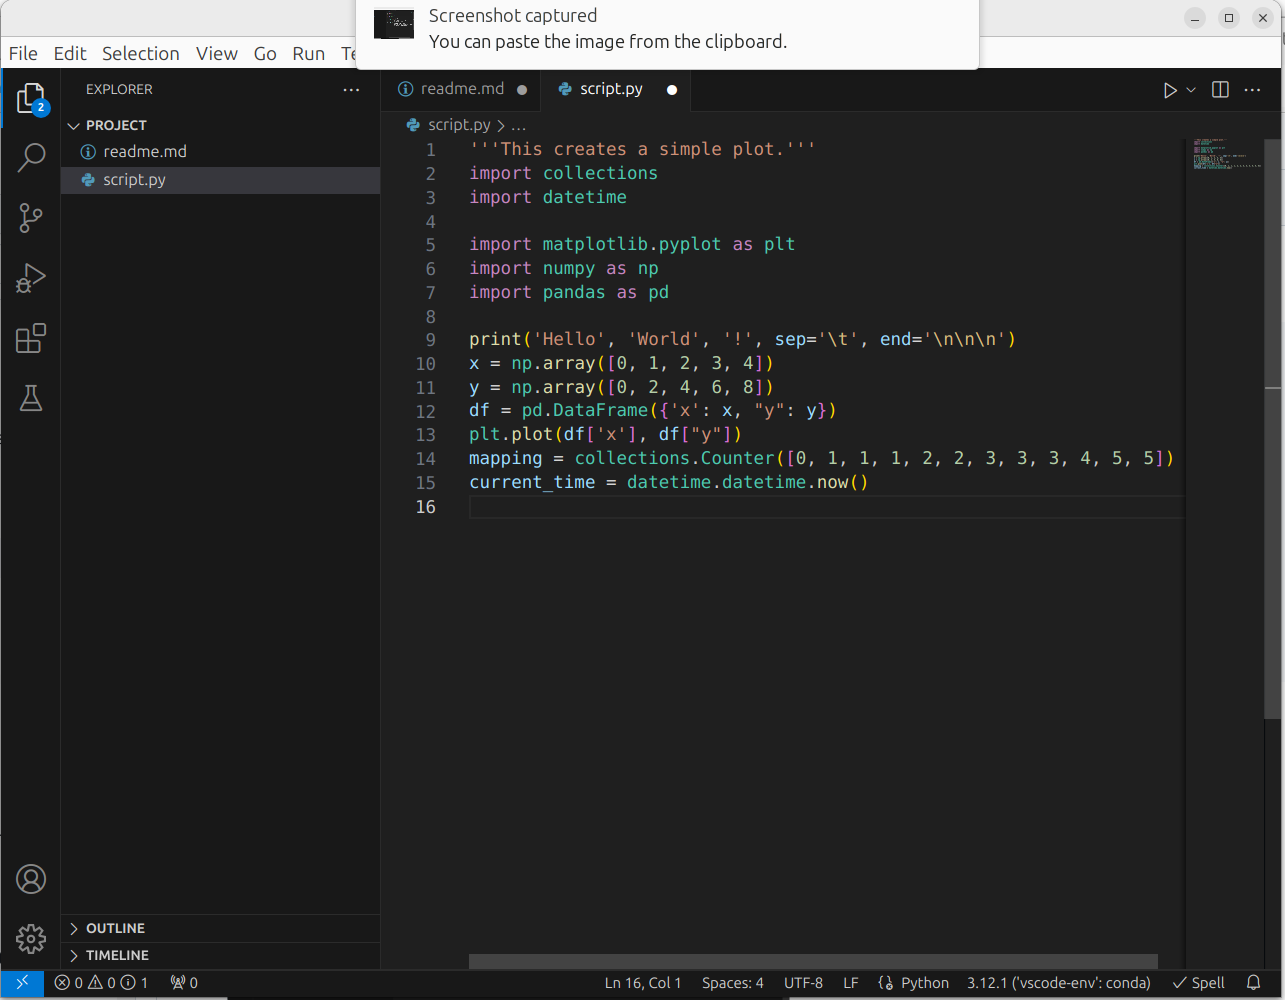 Screenshot captured
You can paste the image from the clipboard.
File Edit Selection View Go Run Te
EXPLORER
readme.md
script.py
PROJECT
readme.md
script.py
script.py > ...
1 '''This creates a simple plot.'''
2 import collections
3 import datetime
4
5 import matplotlib.pyplot as plt
6 import numpy as np
7 import pandas as pd
8
9 print('Hello', 'World', '!', sep='\t', end='\n\n\n')
10 x = np.array([0, 1, 2, 3, 4])
11 y = np.array([0, 2, 4, 6, 8])
12 df = pd.DataFrame({'x': x, "y": y})
13 plt.plot(df['x'], df["y"])
14 mapping = collections.Counter([0, 1, 1, 1, 2, 2, 3, 3, 3, 4, 5, 5])
15 current_time = datetime.datetime.now()
16
2
OUTLINE
TIMELINE
0 0 1 0
Ln 16, Col 1 Spaces: 4 UTF-8 LF Python 3.12.1 ('vscode-env': conda) Spell